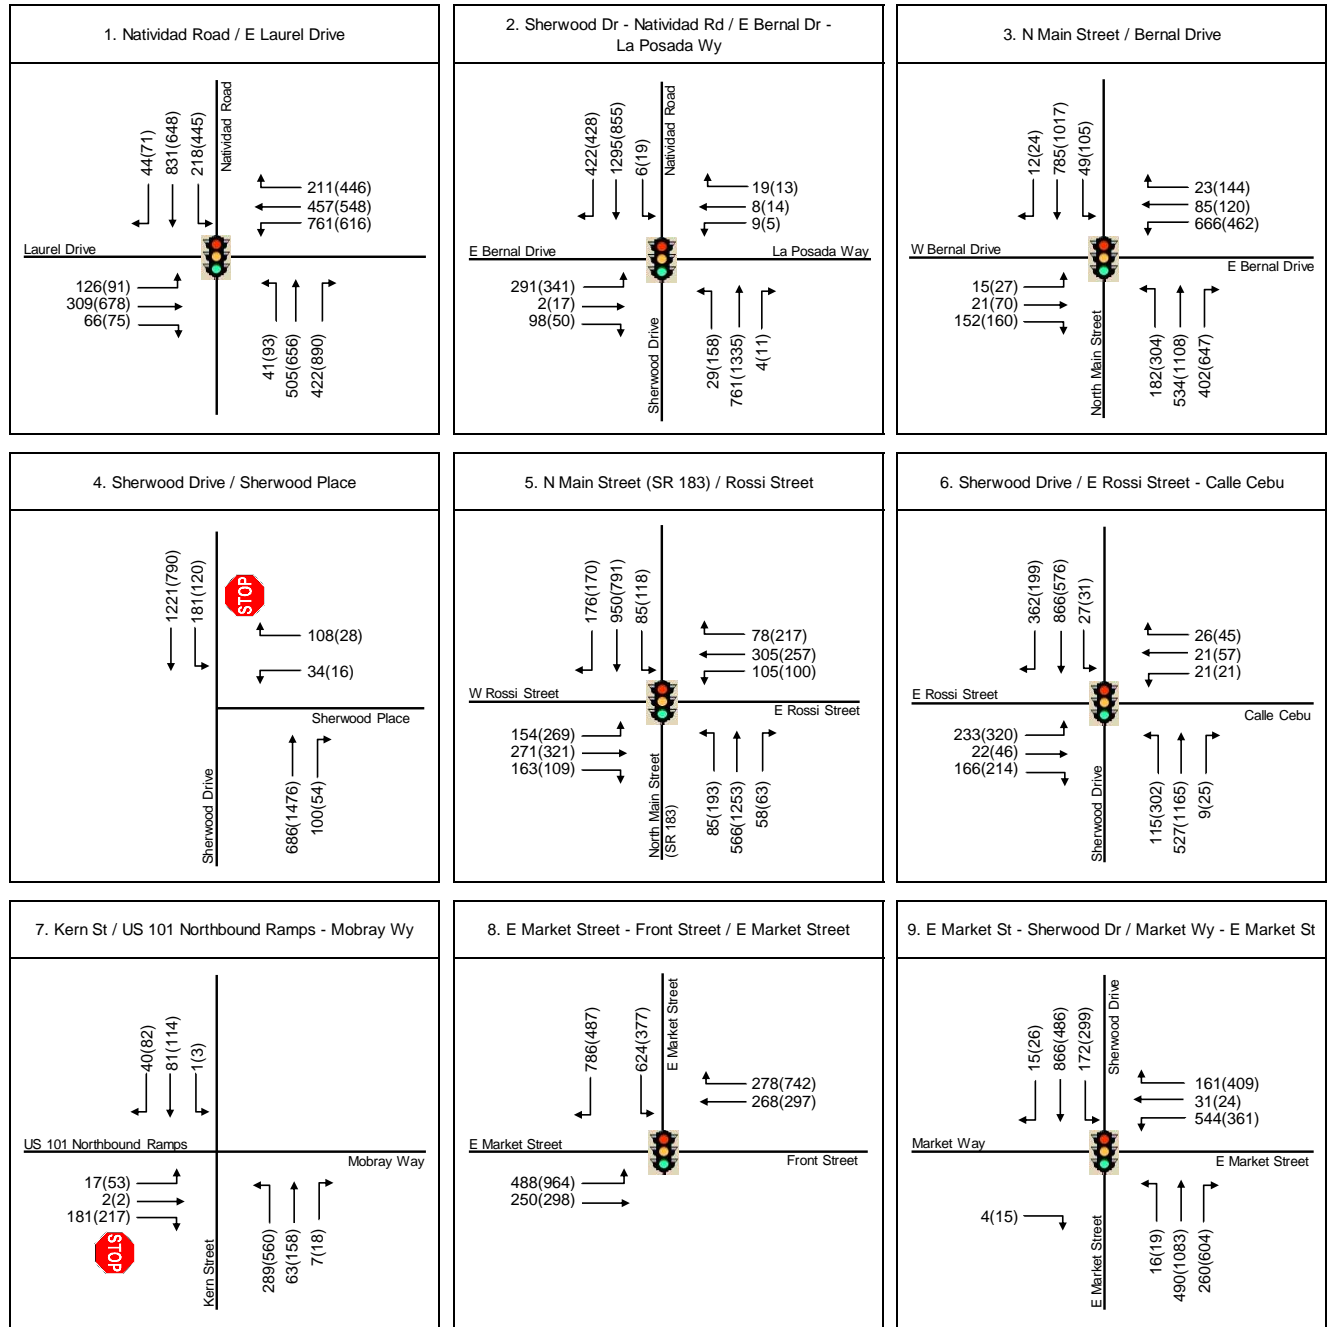 1. Natividad Road / E Laurel Drive
44(71)
831(648)
218(445)
Natividad Road
211(446)
457(548)
761(616)
Laurel Drive
126(91)
309(678)
66(75)
41(93)
505(656)
422(890)
2. Sherwood Dr - Natividad Rd / E Bernal Dr -
La Posada Wy
422(428)
1295(855)
6(19)
Natividad Road
19(13)
8(14)
9(5)
E Bernal Drive
La Posada Way
291(341)
2(17)
98(50)
Sherwood Drive
29(158)
761(1335)
4(11)
3. N Main Street / Bernal Drive
12(24)
785(1017)
49(105)
23(144)
85(120)
666(462)
W Bernal Drive
E Bernal Drive
15(27)
21(70)
152(160)
North Main Street
182(304)
534(1108)
402(647)
4. Sherwood Drive / Sherwood Place
1221(790)
181(120)
STOP
108(28)
34(16)
Sherwood Place
Sherwood Drive
686(1476)
100(54)
5. N Main Street (SR 183) / Rossi Street
176(170)
950(791)
85(118)
78(217)
305(257)
105(100)
W Rossi Street
E Rossi Street
154(269)
271(321)
163(109)
North Main Street
(SR 183)
85(193)
566(1253)
58(63)
6. Sherwood Drive / E Rossi Street - Calle Cebu
362(199)
866(576)
27(31)
26(45)
21(57)
21(21)
E Rossi Street
Calle Cebu
233(320)
22(46)
166(214)
Sherwood Drive
115(302)
527(1165)
9(25)
7. Kern St / US 101 Northbound Ramps - Mobray Wy
40(82)
81(114)
1(3)
US 101 Northbound Ramps
Mobray Way
17(53)
2(2)
181(217)
STOP
Kern Street
289(560)
63(158)
7(18)
8. E Market Street - Front Street / E Market Street
786(487)
624(377)
E Market Street
278(742)
268(297)
E Market Street
Front Street
488(964)
250(298)
9. E Market St - Sherwood Dr / Market Wy - E Market St
15(26)
866(486)
172(299)
Sherwood Drive
161(409)
31(24)
544(361)
Market Way
E Market Street
4(15)
E Market Street
16(19)
490(1083)
260(604)